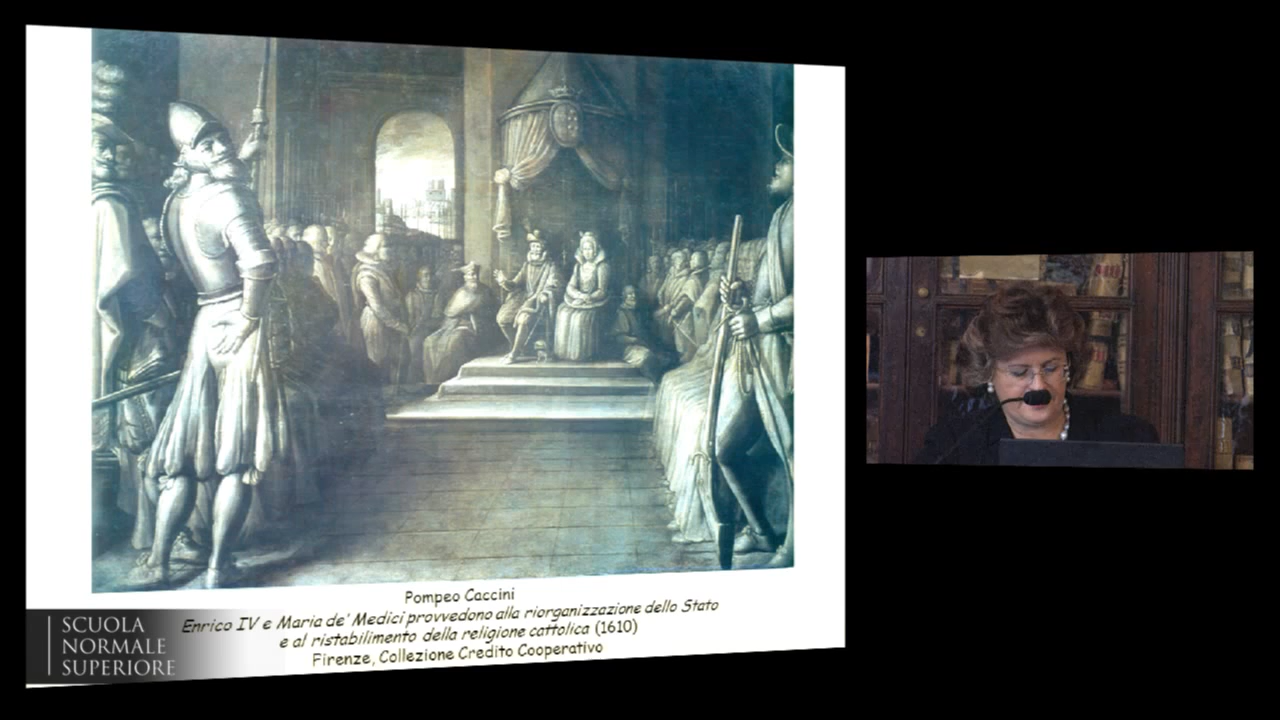 Pompeo Caccini
Enrico IV e Maria de' Medici provvedono alla riorganizzazione dello Stato
e al ristabilimento della religione cattolica (1610)
Firenze, Collezione Credito Cooperativo
SCUOLA
NORMALE
SUPERIORE